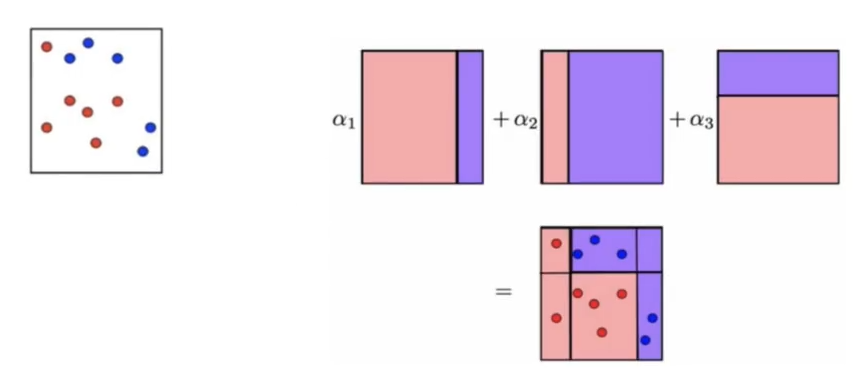 α₁ + α₂ + α₃
=